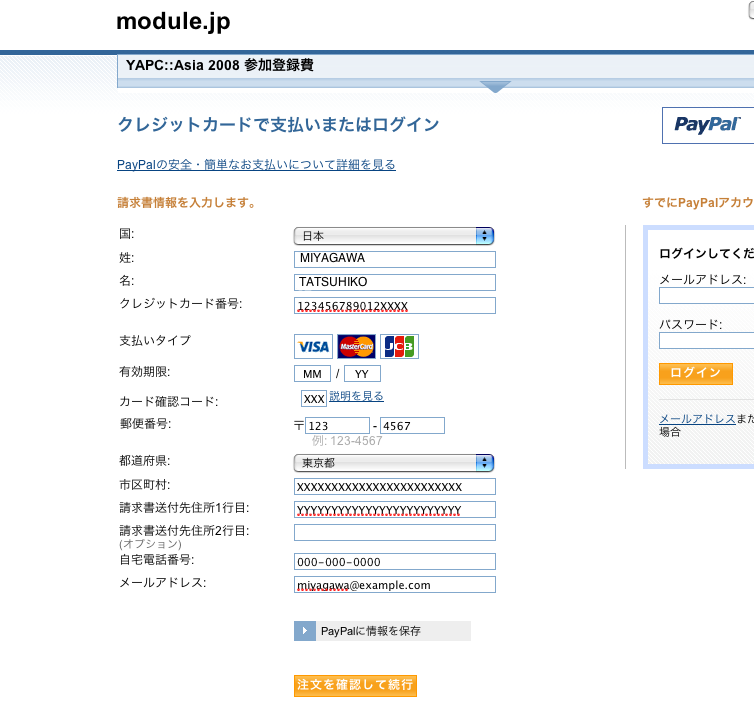 module.jp
YAPC::Asia 2008 参加登録費
クレジットカードで支払いまたはログイン
PayPal
PayPalの安全・簡単なお支払いについて詳細を見る
請求書情報を入力します。
国: 日本
姓: MIYAGAWA
名: TATSUHIKO
クレジットカード番号: 123456789012XXXX
支払いタイプ VISA MasterCard JCB
有効期限: MM / YY
カード確認コード: XXX 説明を見る
郵便番号: 〒123 - 4567
例: 123-4567
都道府県: 東京都
市区町村: XXXXXXXXXXXXXXXXXXXXXXXX
請求書送付先住所1行目: YYYYYYYYYYYYYYYYYYYYYYYY
請求書送付先住所2行目:
(オプション)
自宅電話番号: 000-000-0000
メールアドレス: miyagawa@example.com
PayPalに情報を保存
注文を確認して続行
すでにPayPalアカウ
ログインしてくだ
メールアドレス:
パスワード:
ログイン
メールアドレスまた
場合